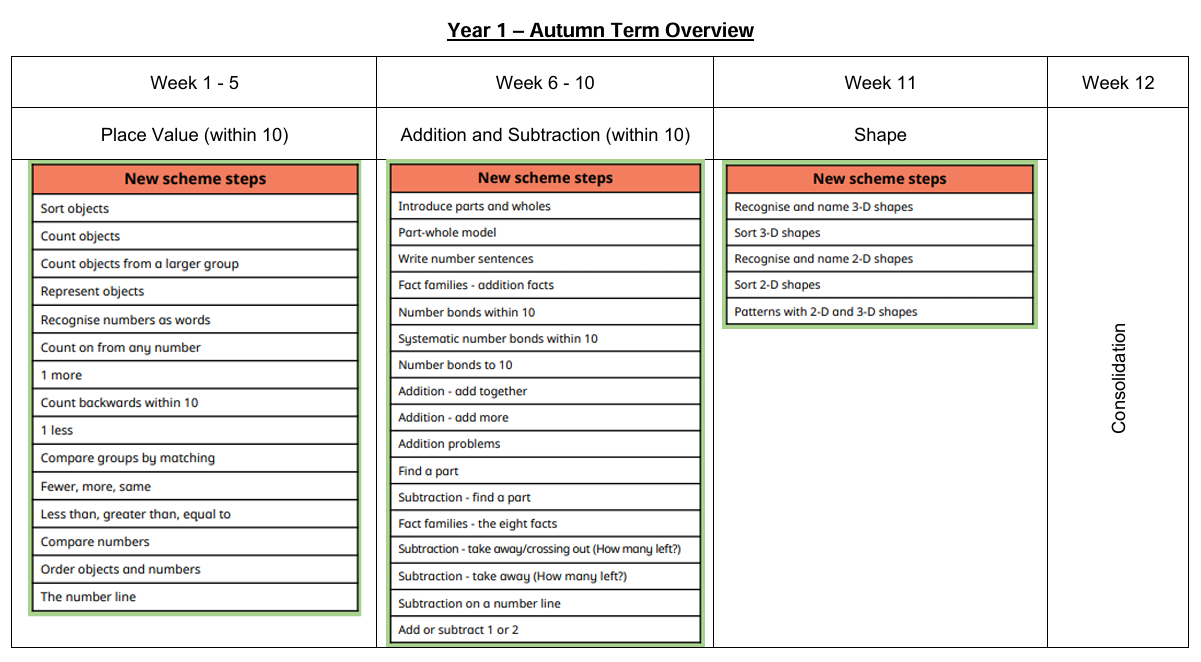 Year 1 – Autumn Term Overview
Week 1 - 5
Week 6 - 10
Week 11
Week 12
Place Value (within 10)
Addition and Subtraction (within 10)
Shape
Consolidation
New scheme steps
Sort objects
Count objects
Count objects from a larger group
Represent objects
Recognise numbers as words
Count on from any number
1 more
Count backwards within 10
1 less
Compare groups by matching
Fewer, more, same
Less than, greater than, equal to
Compare numbers
Order objects and numbers
The number line
New scheme steps
Introduce parts and wholes
Part-whole model
Write number sentences
Fact families - addition facts
Number bonds within 10
Systematic number bonds within 10
Number bonds to 10
Addition - add together
Addition - add more
Addition problems
Find a part
Subtraction - find a part
Fact families - the eight facts
Subtraction - take away/crossing out (How many left?)
Subtraction - take away (How many left?)
Subtraction on a number line
Add or subtract 1 or 2
New scheme steps
Recognise and name 3-D shapes
Sort 3-D shapes
Recognise and name 2-D shapes
Sort 2-D shapes
Patterns with 2-D and 3-D shapes